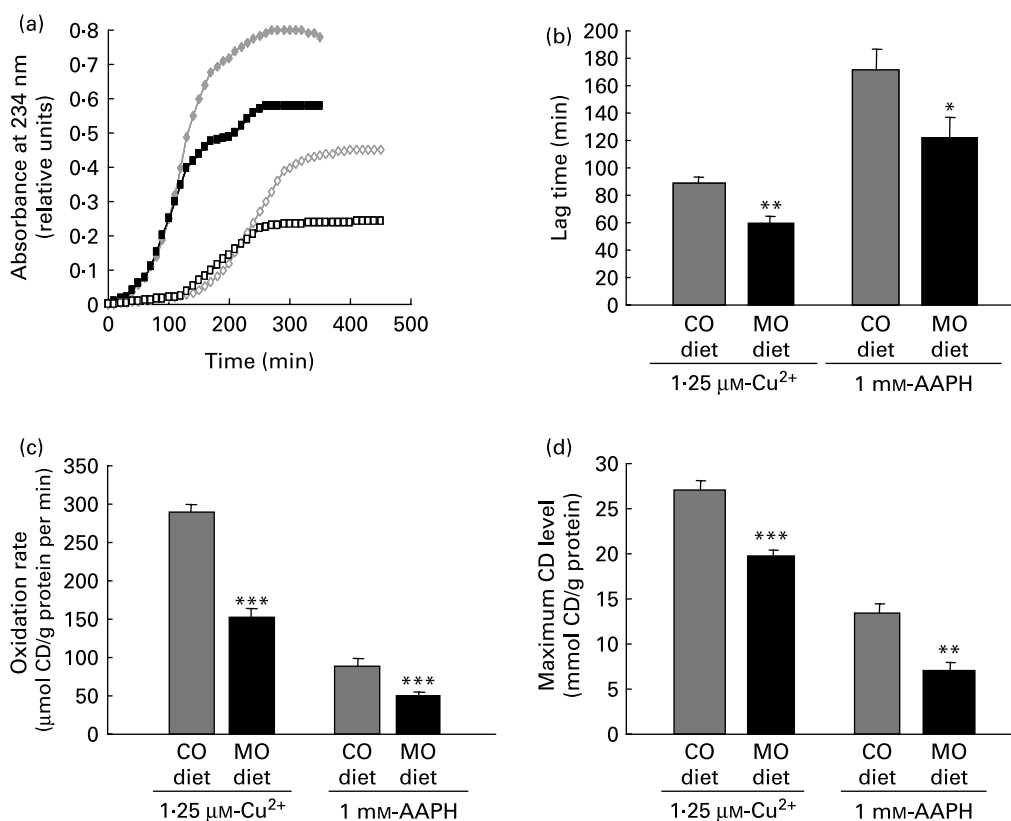 (a)
Absorbance at 234 nm
(relative units)
0·8
0·7
0·6
0·5
0·4
0·3
0·2
0·1
0
0 100 200 300 400 500
Time (min)
(b)
Lag time (min)
200
180
160
140
120
100
80
60
40
20
0
**
*
CO diet
MO diet
CO diet
MO diet
1·25 μM-Cu²⁺
1 mM-AAPH
(c)
Oxidation rate
(μmol CD/g protein per min)
350
300
250
200
150
100
50
0
***
***
CO diet
MO diet
CO diet
MO diet
1·25 μM-Cu²⁺
1 mM-AAPH
(d)
Maximum CD level
(mmol CD/g protein)
30
25
20
15
10
5
0
***
**
CO diet
MO diet
CO diet
MO diet
1·25 μM-Cu²⁺
1 mM-AAPH